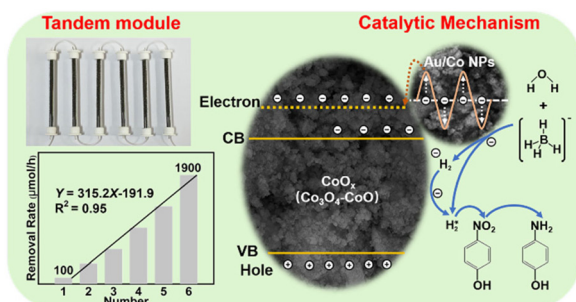 Tandem module
Removal Rate (μmol/h)
Y = 315.2X-191.9
R² = 0.95
100
1900
1 2 3 4 5 6
Number
Catalytic Mechanism
Au/Co NPs
Electron
CB
CoOₓ
(Co₃O₄-CoO)
VB
Hole
H O H
+
H H B H H −
H₂
H*
NO₂
OH
NH₂
OH